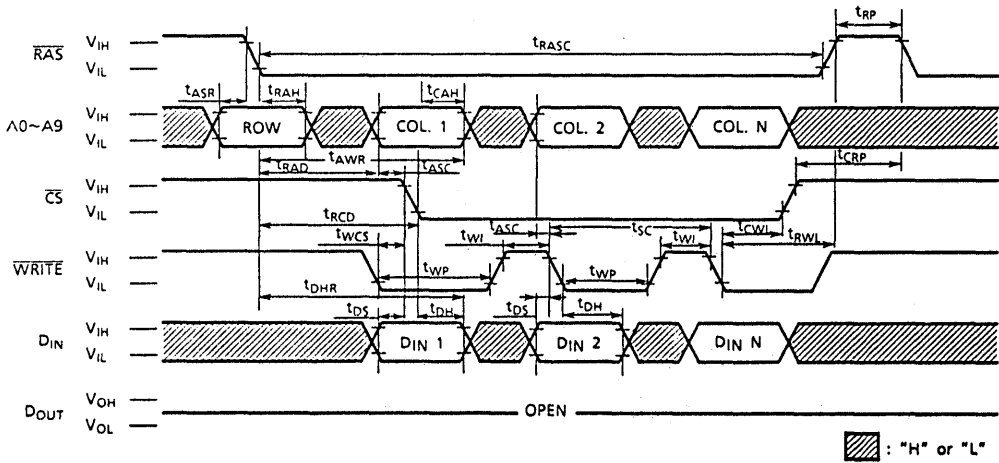 tRP
tRASC
RAS VIH
VIL
tASR tRAH tCAH
A0~A9 VIH
VIL
ROW COL. 1 COL. 2 COL. N
tAWR
tRAD tASC tCRP
CS VIH
VIL
tRCD tASC tSC tCWL
tWCS tWI tWI tRWL
WRITE VIH
VIL
tWP tWP
tDHR
tDS tDH tDS tDH
DIN VIH
VIL
DIN 1 DIN 2 DIN N
DOUT VOH
VOL
OPEN
: "H" or "L"